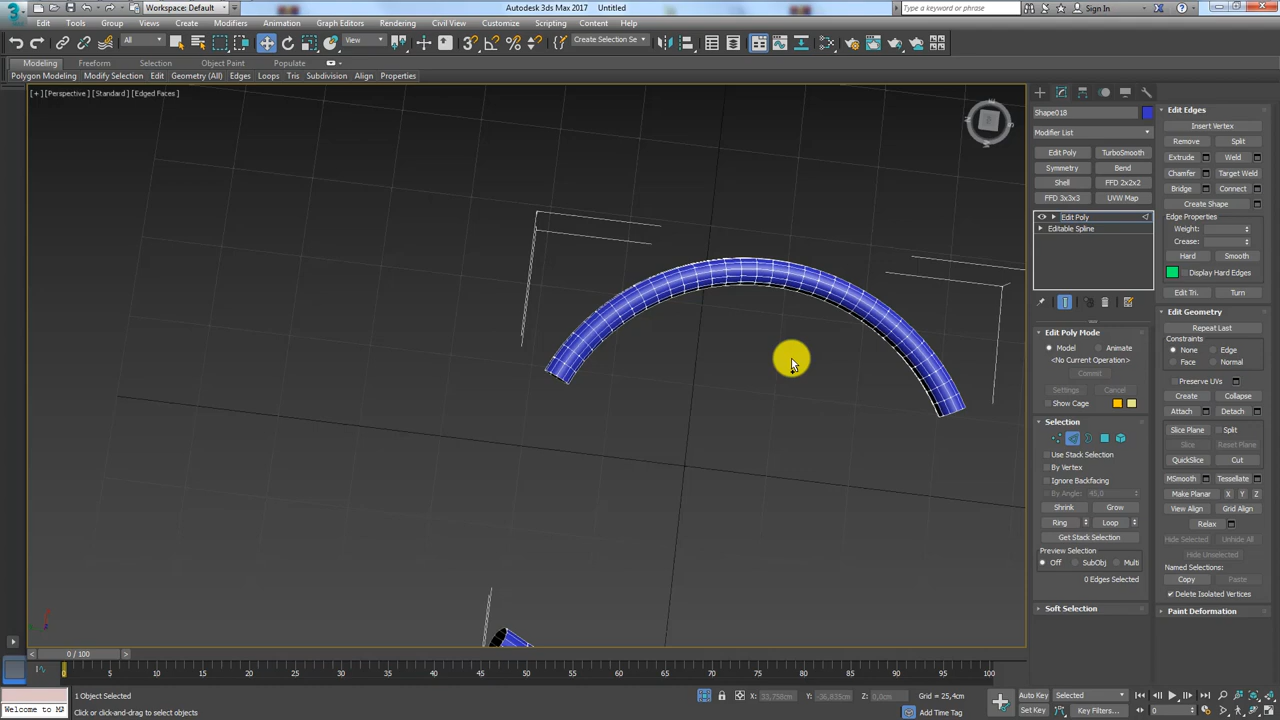 Workspace: Default
Autodesk 3ds Max 2017    Untitled
Type a keyword or phrase
Sign In
Edit Tools Group Views Create Modifiers Animation Graph Editors Rendering Civil View Customize Scripting Content Help
All
View
Create Selection Se
Modeling Freeform Selection Object Paint Populate
Polygon Modeling Modify Selection Edit Geometry (All) Edges Loops Tris Subdivision Align Properties
[+] [Perspective] [Standard] [Edged Faces]
Shape018
Modifier List
Edit Poly TurboSmooth
Symmetry Bend
Shell FFD 2x2x2
FFD 3x3x3 UVW Map
Edit Poly
Editable Spline
Edit Poly Mode
Model Animate
<No Current Operation>
Commit
Settings Cancel
Show Cage
Selection
Use Stack Selection
By Vertex
Ignore Backfacing
By Angle: 45,0
Shrink Grow
Ring Loop
Get Stack Selection
Preview Selection
Off SubObj Multi
0 Edges Selected
Soft Selection
Edit Edges
Insert Vertex
Remove Split
Extrude Weld
Chamfer Target Weld
Bridge Connect
Create Shape
Edge Properties
Weight:
Crease:
Hard Smooth
Display Hard Edges
Edit Tri. Turn
Edit Geometry
Repeat Last
Constraints
None Edge
Face Normal
Preserve UVs
Create Collapse
Attach Detach
Slice Plane Split
Slice Reset Plane
QuickSlice Cut
MSmooth Tessellate
Make Planar X Y Z
View Align Grid Align
Relax
Hide Selected Unhide All
Hide Unselected
Named Selections:
Copy Paste
Delete Isolated Vertices
Paint Deformation
0 / 100
0 5 10 15 20 25 30 35 40 45 50 55 60 65 70 75 80 85 90 95 100
1 Object Selected
X: 33,758cm Y: -36,835cm Z: 0,0cm Grid = 25,4cm
Auto Key Selected
Welcome to M
Click or click-and-drag to select objects
Add Time Tag
Set Key Key Filters...
0